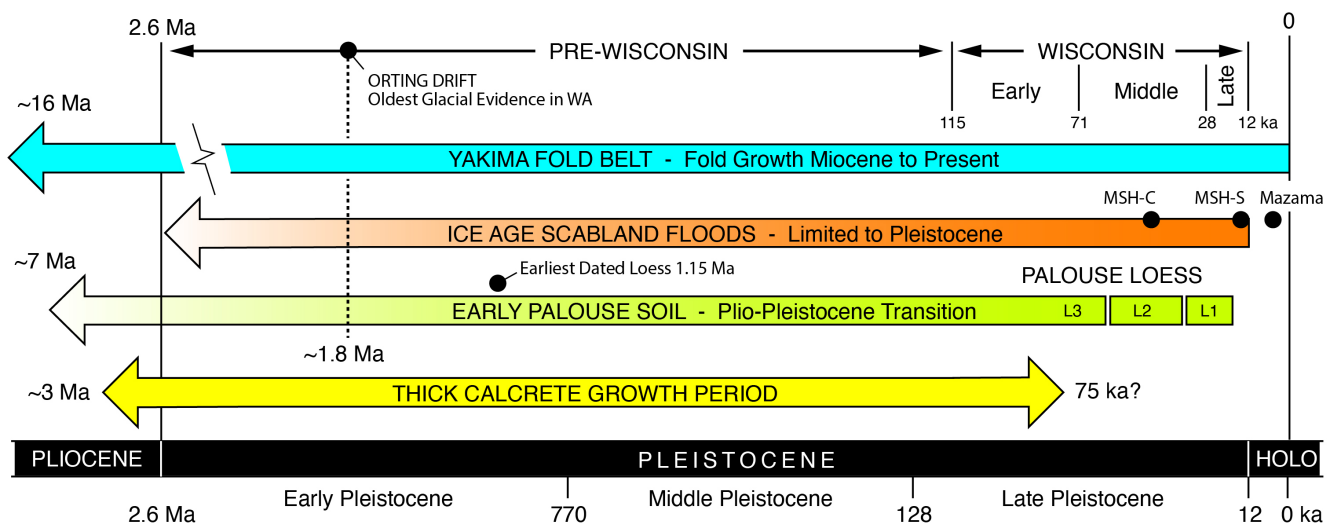 2.6 Ma
0
PRE-WISCONSIN
WISCONSIN
ORTING DRIFT
Oldest Glacial Evidence in WA
Early
Middle
Late
~16 Ma
115
71
28
12 ka
YAKIMA FOLD BELT - Fold Growth Miocene to Present
MSH-C
MSH-S
Mazama
ICE AGE SCABLAND FLOODS - Limited to Pleistocene
~7 Ma
Earliest Dated Loess 1.15 Ma
PALOUSE LOESS
EARLY PALOUSE SOIL - Plio-Pleistocene Transition
L3
L2
L1
~1.8 Ma
~3 Ma
THICK CALCRETE GROWTH PERIOD
75 ka?
PLIOCENE
PLEISTOCENE
HOLO
Early Pleistocene
Middle Pleistocene
Late Pleistocene
2.6 Ma
770
128
12
0 ka